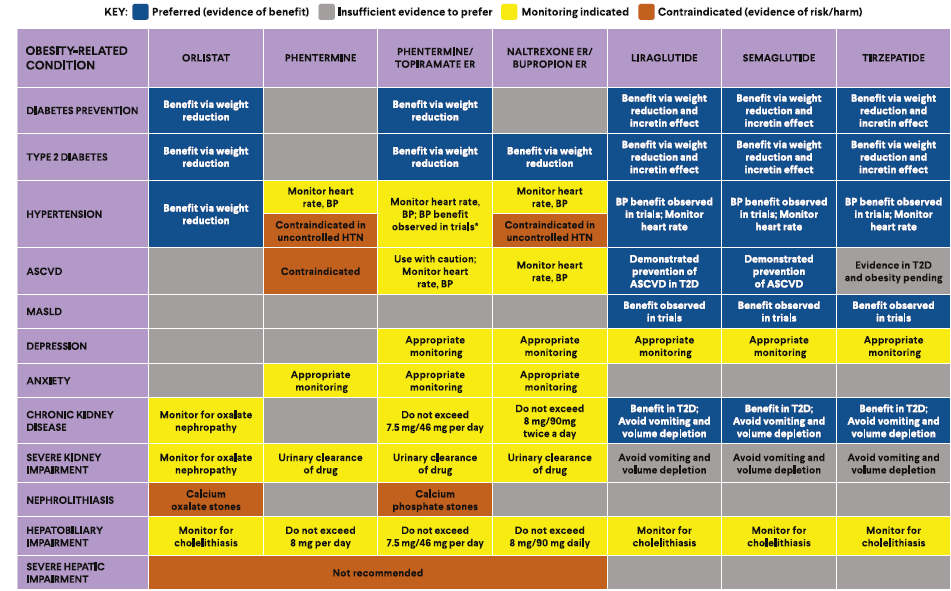 KEY: Preferred (evidence of benefit) Insufficient evidence to prefer Monitoring indicated Contraindicated (evidence of risk/harm)
OBESITY-RELATED
CONDITION
ORLISTAT
PHENTERMINE
PHENTERMINE/
TOPIRAMATE ER
NALTREXONE ER/
BUPROPION ER
LIRAGLUTIDE
SEMAGLUTIDE
TIRZEPATIDE
DIABETES PREVENTION
Benefit via weight
reduction
Benefit via weight
reduction
Benefit via weight
reduction and
incretin effect
Benefit via weight
reduction and
incretin effect
Benefit via weight
reduction and
incretin effect
TYPE 2 DIABETES
Benefit via weight
reduction
Benefit via weight
reduction
Benefit via weight
reduction
Benefit via weight
reduction and
incretin effect
Benefit via weight
reduction and
incretin effect
Benefit via weight
reduction and
incretin effect
HYPERTENSION
Benefit via weight
reduction
Monitor heart
rate, BP
Contraindicated in
uncontrolled HTN
Monitor heart rate,
BP; BP benefit
observed in trials*
Monitor heart
rate, BP
Contraindicated in
uncontrolled HTN
BP benefit observed
in trials; Monitor
heart rate
BP benefit observed
in trials; Monitor
heart rate
BP benefit observed
in trials; Monitor
heart rate
ASCVD
Contraindicated
Use with caution;
Monitor heart
rate, BP
Monitor heart
rate, BP
Demonstrated
prevention of
ASCVD in T2D
Demonstrated
prevention
of ASCVD
Evidence in T2D
and obesity pending
MASLD
Benefit observed
in trials
Benefit observed
in trials
Benefit observed
in trials
DEPRESSION
Appropriate
monitoring
Appropriate
monitoring
Appropriate
monitoring
Appropriate
monitoring
Appropriate
monitoring
ANXIETY
Appropriate
monitoring
Appropriate
monitoring
Appropriate
monitoring
CHRONIC KIDNEY
DISEASE
Monitor for oxalate
nephropathy
Do not exceed
7.5 mg/46 mg per day
Do not exceed
8 mg/90mg
twice a day
Benefit in T2D;
Avoid vomiting and
volume depletion
Benefit in T2D;
Avoid vomiting and
volume depletion
Benefit in T2D;
Avoid vomiting and
volume depletion
SEVERE KIDNEY
IMPAIRMENT
Monitor for oxalate
nephropathy
Urinary clearance
of drug
Urinary clearance
of drug
Urinary clearance
of drug
Avoid vomiting and
volume depletion
Avoid vomiting and
volume depletion
Avoid vomiting and
volume depletion
NEPHROLITHIASIS
Calcium
oxalate stones
Calcium
phosphate stones
HEPATOBILIARY
IMPAIRMENT
Monitor for
cholelithiasis
Do not exceed
8 mg per day
Do not exceed
7.5 mg/46 mg per day
Do not exceed
8 mg/90 mg daily
Monitor for
cholelithiasis
Monitor for
cholelithiasis
Monitor for
cholelithiasis
SEVERE HEPATIC
IMPAIRMENT
Not recommended